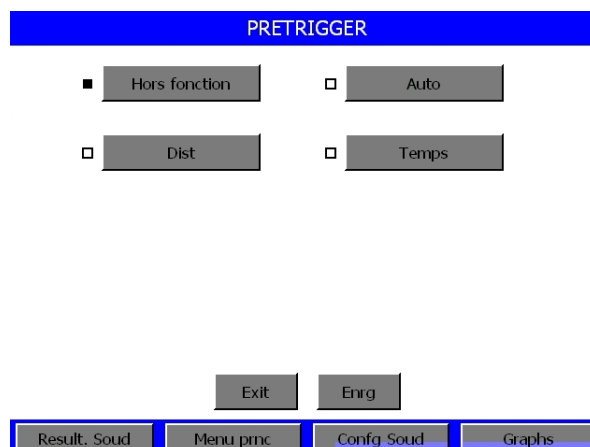 PRETRIGGER
Hors fonction Auto
Dist Temps
Exit Enrg
Result. Soud Menu prnc Confg Soud Graphs